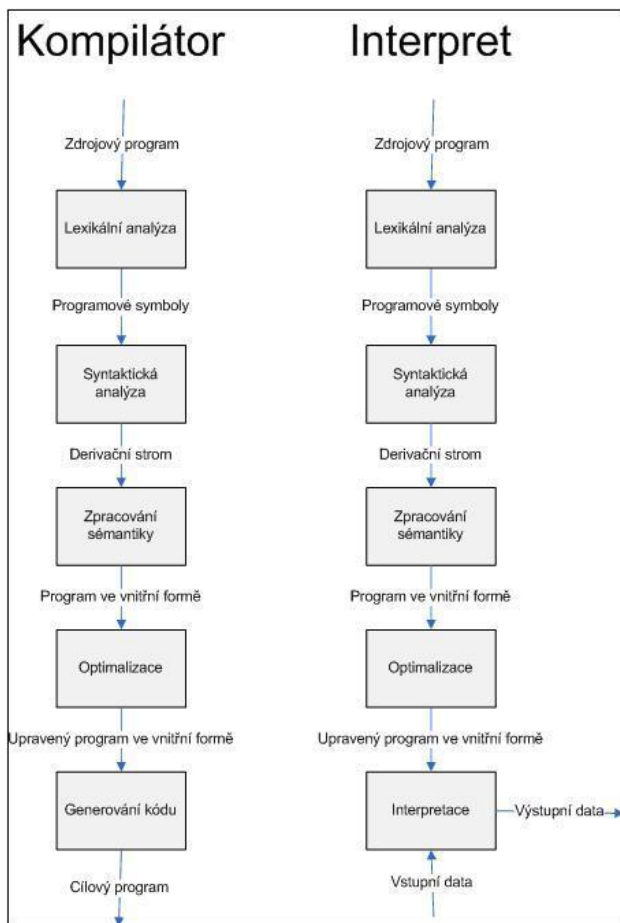 Kompilátor
Zdrojový program
Lexikální analýza
Programové symboly
Syntaktická
analýza
Derivační strom
Zpracování
sémantiky
Program ve vnitřní formě
Optimalizace
Upravený program ve vnitřní formě
Generování kódu
Cílový program
Interpret
Zdrojový program
Lexikální analýza
Programové symboly
Syntaktická
analýza
Derivační strom
Zpracování
sémantiky
Program ve vnitřní formě
Optimalizace
Upravený program ve vnitřní formě
Interpretace
Výstupní data
Vstupní data